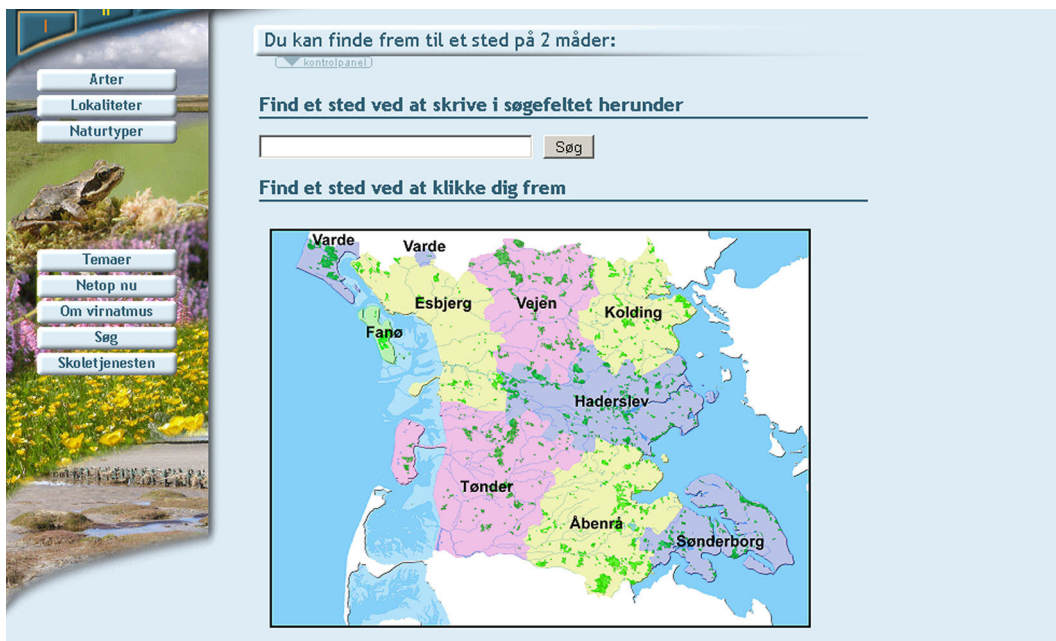 Du kan finde frem til et sted på 2 måder:
kontrolpanel
Arter
Lokaliteter
Naturtyper
Temaer
Netop nu
Om virnatmus
Søg
Skoletjenesten
Find et sted ved at skrive i søgefeltet herunder
Søg
Find et sted ved at klikke dig frem
Varde
Varde
Esbjerg
Vejen
Kolding
Fanø
Haderslev
Tønder
Åbenrå
Sønderborg